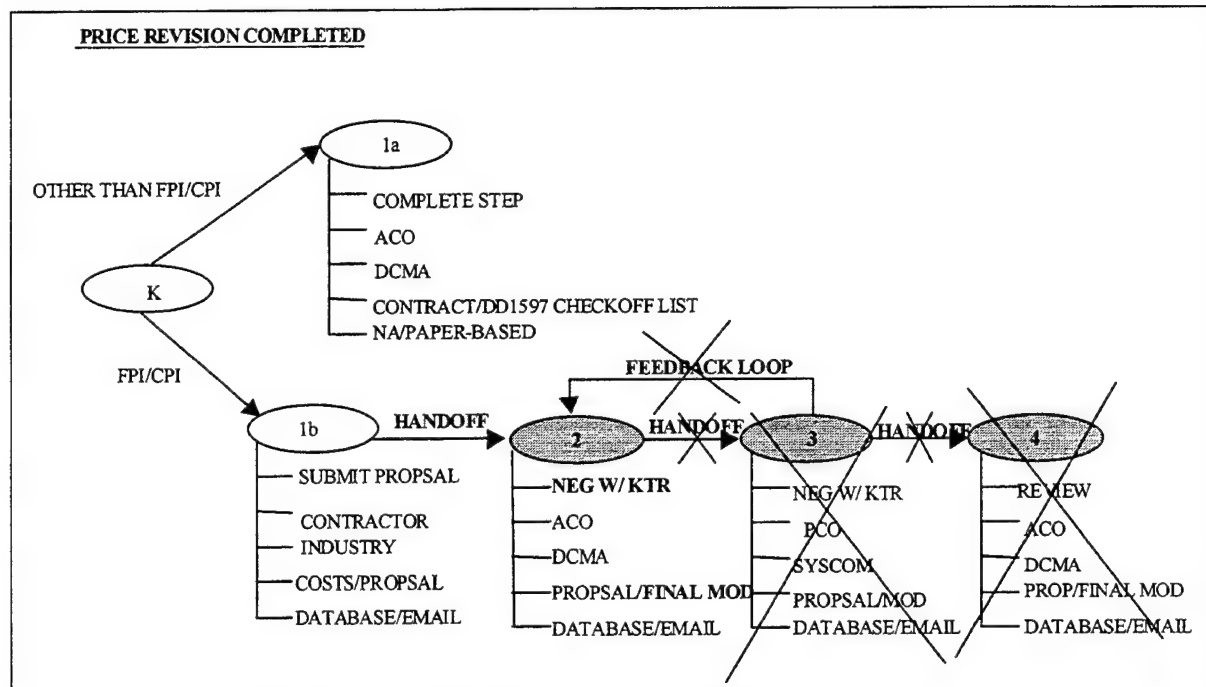 PRICE REVISION COMPLETED
1a
OTHER THAN FPI/CPI
COMPLETE STEP
ACO
DCMA
CONTRACT/DD1597 CHECKOFF LIST
NA/PAPER-BASED
K
FPI/CPI
FEEDBACK LOOP
1b
HANDOFF
2
HANDOFF
3
HANDOFF
4
SUBMIT PROPSAL
CONTRACTOR
INDUSTRY
COSTS/PROPSAL
DATABASE/EMAIL
NEG W/ KTR
ACO
DCMA
PROPSAL/FINAL MOD
DATABASE/EMAIL
NEG W/ KTR
PCO
SYSCOM
PROPSAL/MOD
DATABASE/EMAIL
REVIEW
ACO
DCMA
PROP/FINAL MOD
DATABASE/EMAIL